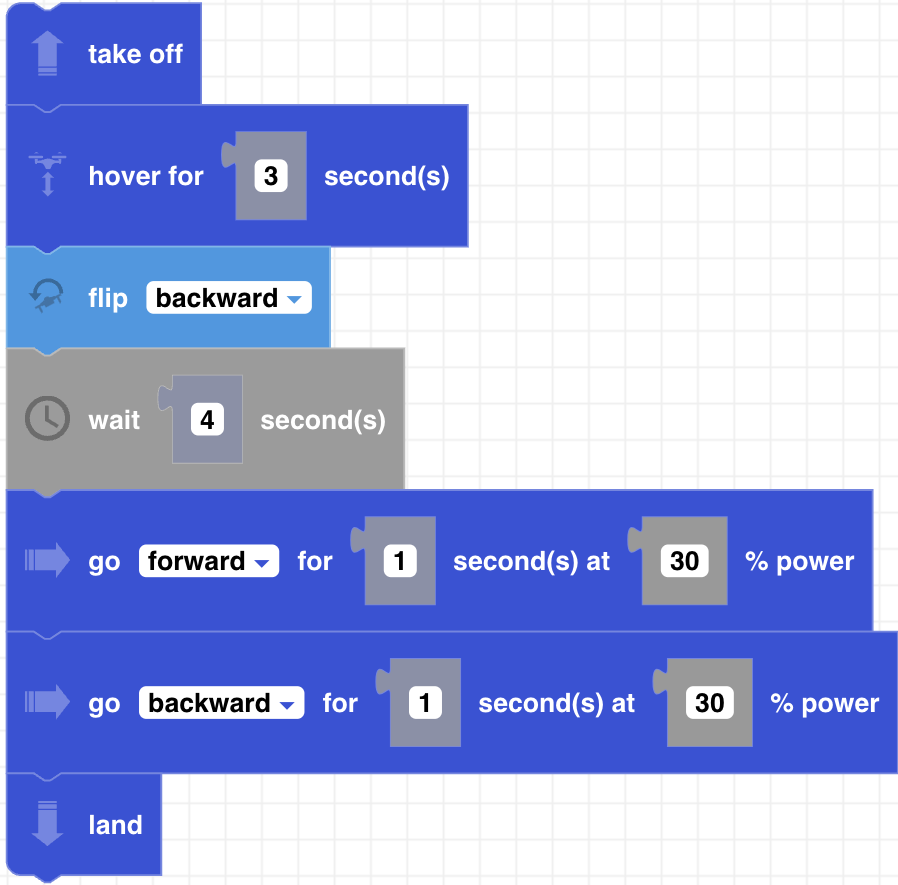 take off
hover for 3 second(s)
flip backward
wait 4 second(s)
go forward for 1 second(s) at 30 % power
go backward for 1 second(s) at 30 % power
land